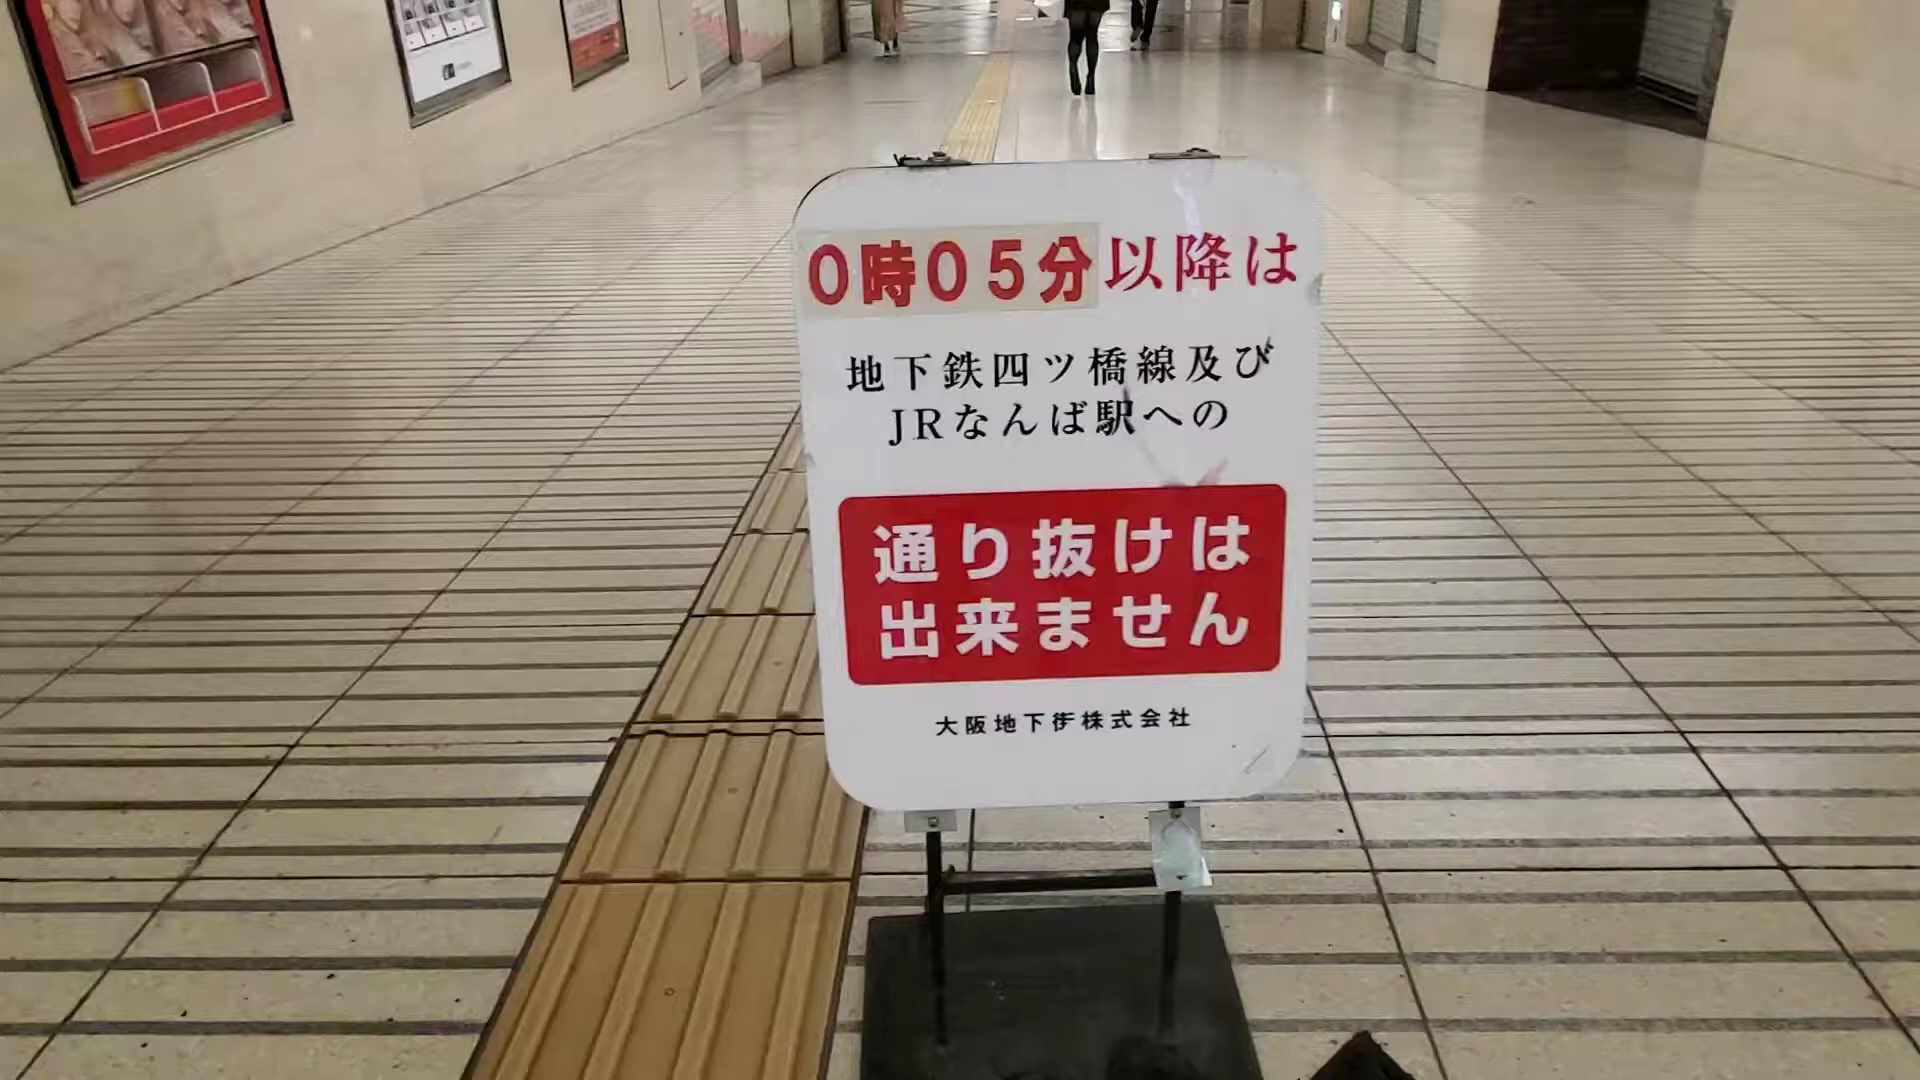 0時05分以降は
地下鉄四ツ橋線及び
JRなんば駅への
通り抜けは
出来ません
大阪地下街株式会社